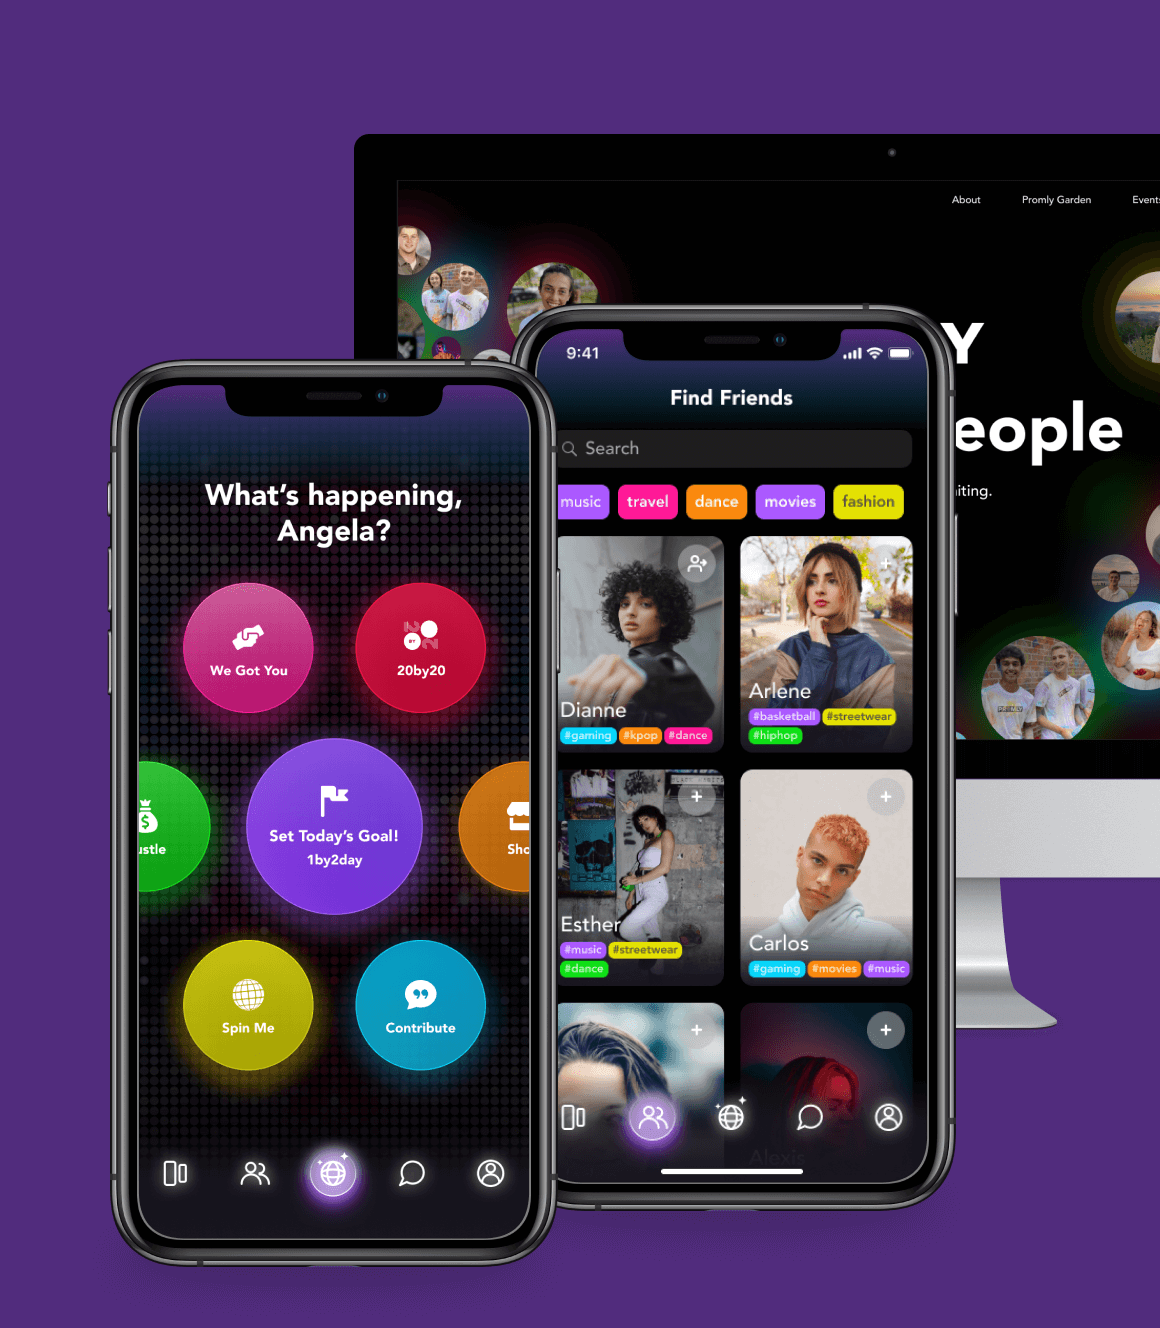 About
Promly Garden
Events
Y
eople
iting.
9:41
Find Friends
Search
music
travel
dance
movies
fashion
Dianne
#gaming
#kpop
#dance
Arlene
#basketball
#streetwear
#hiphop
Esther
#music
#streetwear
#dance
Carlos
#gaming
#movies
#music
Alexis
What's happening,
Angela?
We Got You
BY
20by20
ustle
Set Today's Goal!
1by2day
Sho
Spin Me
Contribute